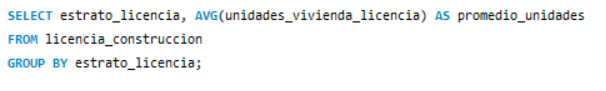 SELECT estrato_licencia, AVG(unidades_vivienda_licencia) AS promedio_unidades
FROM licencia_construccion
GROUP BY estrato_licencia;